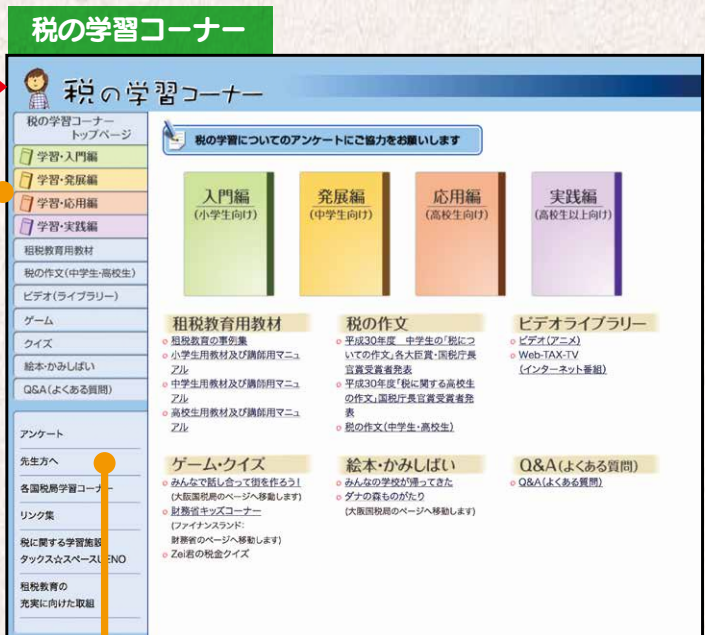 税の学習コーナー
税の学習コーナー
税の学習コーナー
トップページ
学習・入門編
学習・発展編
学習・応用編
学習・実践編
租税教育用教材
税の作文(中学生・高校生)
ビデオ(ライブラリー)
ゲーム
クイズ
絵本・かみしばい
Q&A(よくある質問)
アンケート
先生方へ
各国税局学習コーナー
リンク集
税に関する学習施設
タックス☆スペースUENO
租税教育の
充実に向けた取組
税の学習についてのアンケートにご協力をお願いします
入門編
(小学生向け)
発展編
(中学生向け)
応用編
(高校生向け)
実践編
(高校生以上向け)
租税教育用教材
租税教育の事例集
小学生用教材及び講師用マニュ
アル
中学生用教材及び講師用マニュ
アル
高校生用教材及び講師用マニュ
アル
税の作文
平成30年度 中学生の「税につ
いての作文」各大臣賞・国税庁長
官賞受賞者発表
平成30年度「税に関する高校生
の作文」国税庁長官賞受賞者発
表
税の作文(中学生・高校生)
ビデオライブラリー
ビデオ(アニメ)
Web-TAX-TV
(インターネット番組)
ゲーム・クイズ
みんなで話し合って街を作ろう!
(大阪国税局のページへ移動します)
財務省キッズコーナー
(ファイナンスランド:
財務省のページへ移動します)
Zei君の税金クイズ
絵本・かみしばい
みんなの学校が帰ってきた
ダナの森ものがたり
(大阪国税局のページへ移動します)
Q&A(よくある質問)
Q&A(よくある質問)